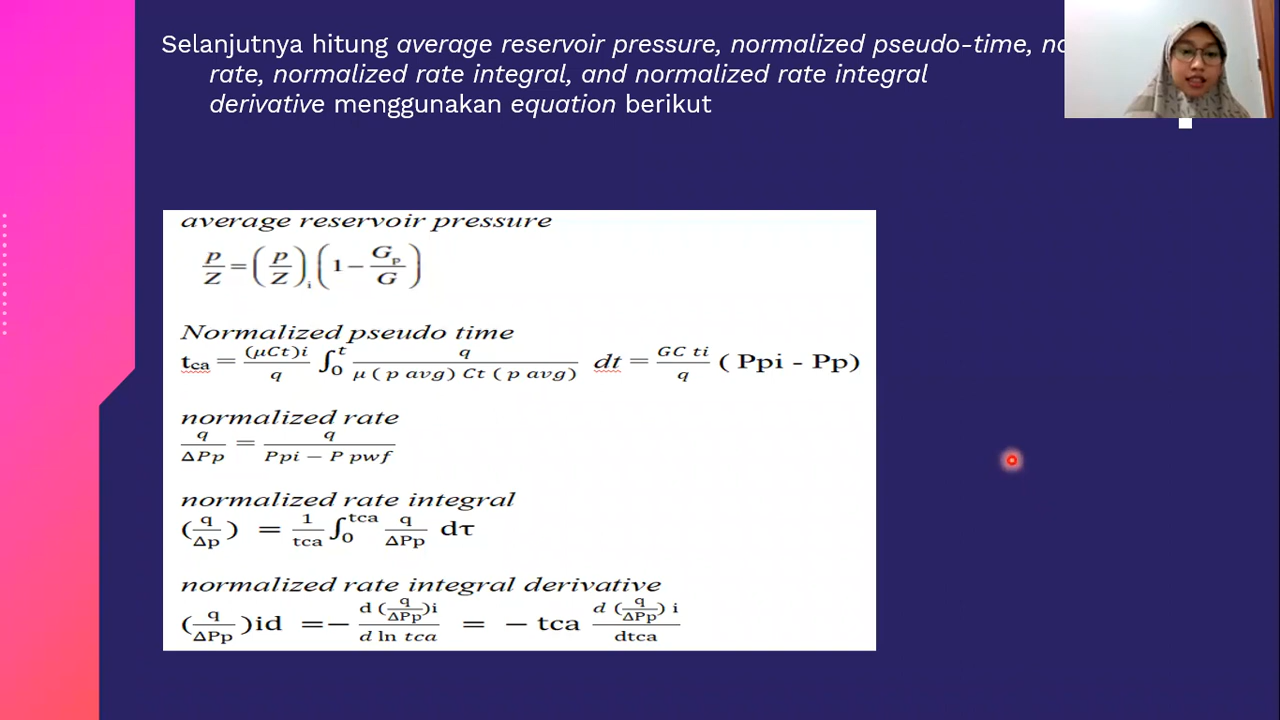 Selanjutnya hitung average reservoir pressure, normalized pseudo-time,
rate, normalized rate integral, and normalized rate integral
derivative menggunakan equation berikut
average reservoir pressure
p/Z = (p/Z)i (1 − Gp/G)
Normalized pseudo time
tca = (μCt)i/q ∫0^t q/(μ ( p avg) Ct ( p avg)) dt = GC ti/q ( Ppi - Pp)
normalized rate
q/ΔPp = q/(Ppi − P pwf)
normalized rate integral
(q/Δp) = 1/tca ∫0^tca q/ΔPp dτ
normalized rate integral derivative
(q/ΔPp)id =− d (q/ΔPp)i/d ln tca = − tca d (q/ΔPp) i/dtca